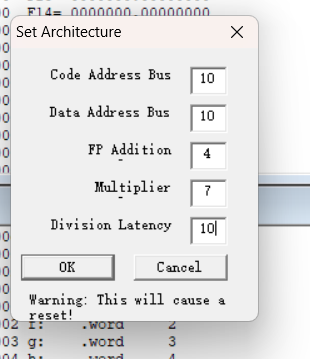 F14= 0000000.00000000
Set Architecture
Code Address Bus 10
Data Address Bus 10
FP Addition 4
Multiplier 7
Division Latency 10
OK Cancel
Warning: This will cause a
reset!
002 f: .word 2
003 g: .word 3
004 h: .word 4